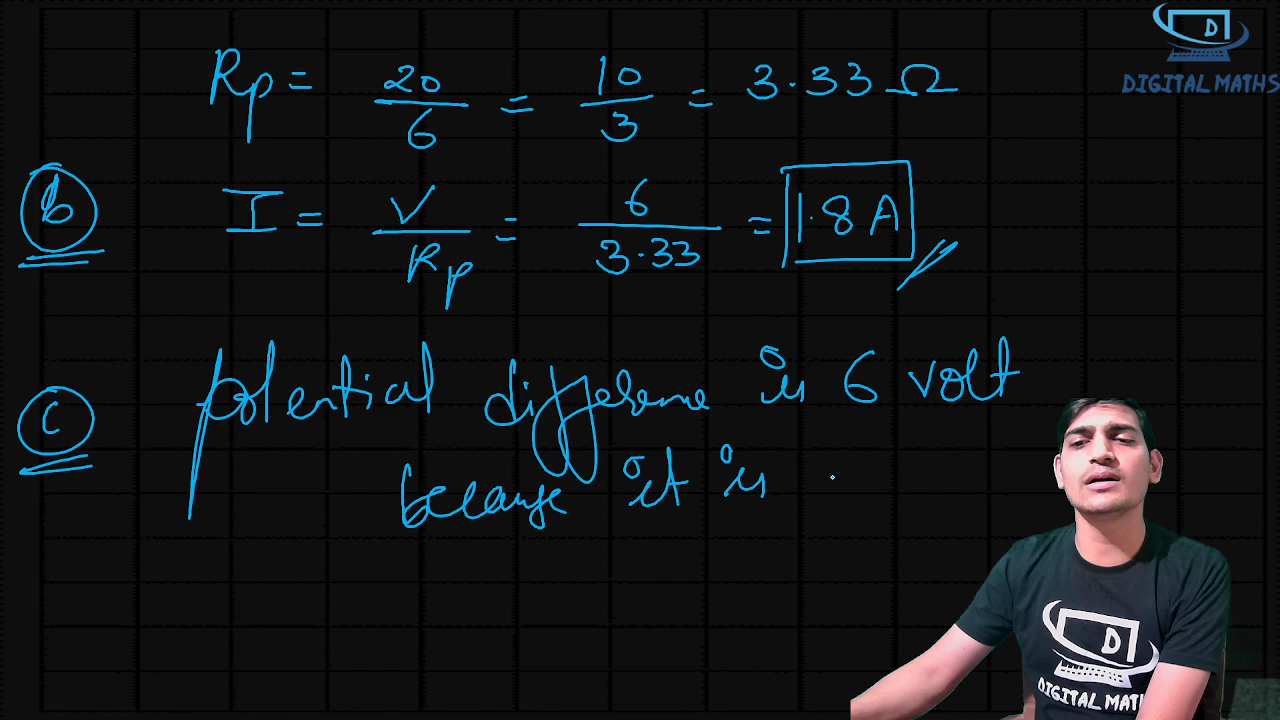 D
DIGITAL MATHS
Rp = 20/6 = 10/3 = 3.33 Ω
b I = V/Rp = 6/3.33 = 1.8 A
c potential difference is 6 volt
because it is
D
DIGITAL MATHS